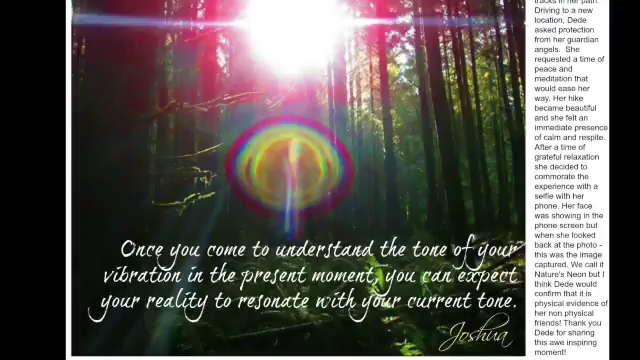 Once you come to understand the tone of your
vibration in the present moment, you can expect
your reality to resonate with your current tone.
Joshua
tracks in her path.
Driving to a new
location, Dede
asked protection
from her guardian
angels. She
requested a time of
peace and
meditation that
would ease her
way. Her hike
became beautiful
and she felt an
immediate presence
of calm and respite.
After a time of
grateful relaxation
she decided to
commorate the
experience with a
selfie with her
phone. Her face
was showing in the
phone screen but
when she looked
back at the photo -
this was the image
captured. We call it
Nature's Neon but I
think Dede would
confirm that it is
physical evidence of
her non physical
friends! Thank you
Dede for sharing
this awe inspiring
moment!